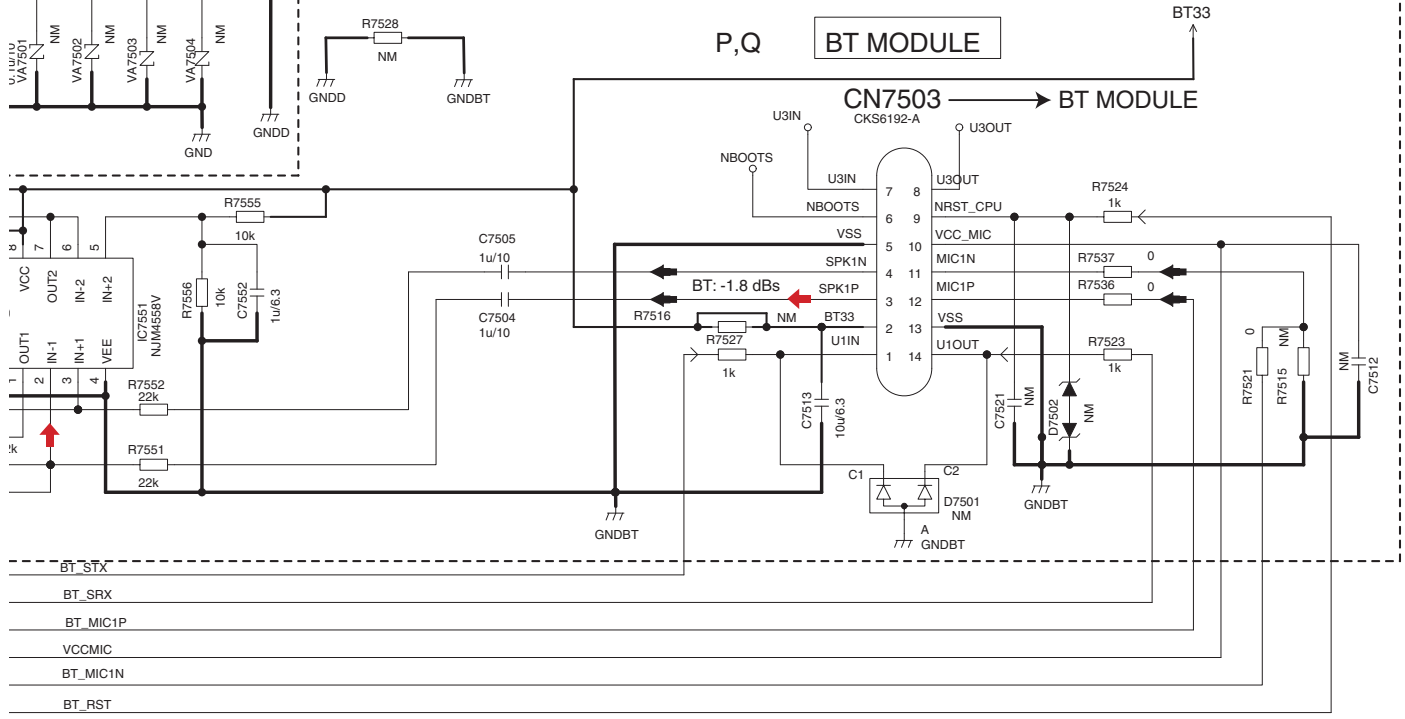 R7528
NM
GNDD
GNDBT
P,Q
BT MODULE
BT33
CN7503
BT MODULE
CKS6192-A
VA7501
NM
VA7502
NM
VA7503
NM
VA7504
NM
GND
GNDD
U3IN
U3OUT
NBOOTS
U3IN
7
8
U3OUT
NBOOTS
6
9
NRST_CPU
VSS
5
10
VCC_MIC
SPK1N
4
11
MIC1N
SPK1P
3
12
MIC1P
BT33
2
13
VSS
U1IN
1
14
U1OUT
R7524
1k
R7537
0
R7536
0
R7523
1k
R7555
10k
R7556
10k
C7552
1u/6.3
8
7
6
5
VCC
OUT2
IN-2
IN+2
IC7551
NJM4558V
OUT1
IN-1
IN+1
VEE
1
2
3
4
R7552
22k
R7551
22k
C7505
1u/10
C7504
1u/10
BT: -1.8 dBs
R7516
NM
R7527
1k
C7513
10u/6.3
C7521
NM
D7502
NM
R7521
0
R7515
NM
C7512
NM
C1
C2
D7501
NM
A
GNDBT
GNDBT
GNDBT
BT_STX
BT_SRX
BT_MIC1P
VCCMIC
BT_MIC1N
BT_RST